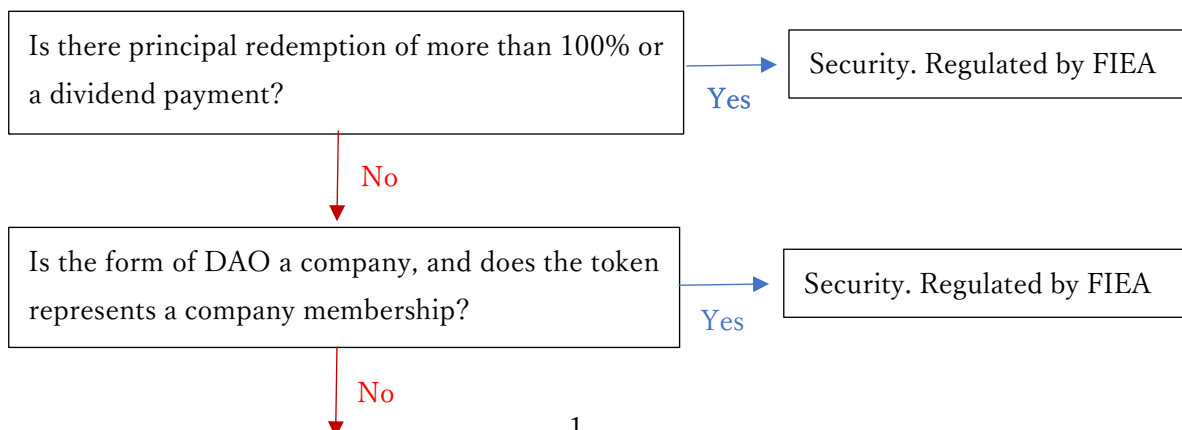 Is there principal redemption of more than 100% or
a dividend payment?
Security. Regulated by FIEA
Yes
No
Is the form of DAO a company, and does the token
represents a company membership?
Security. Regulated by FIEA
Yes
No
1